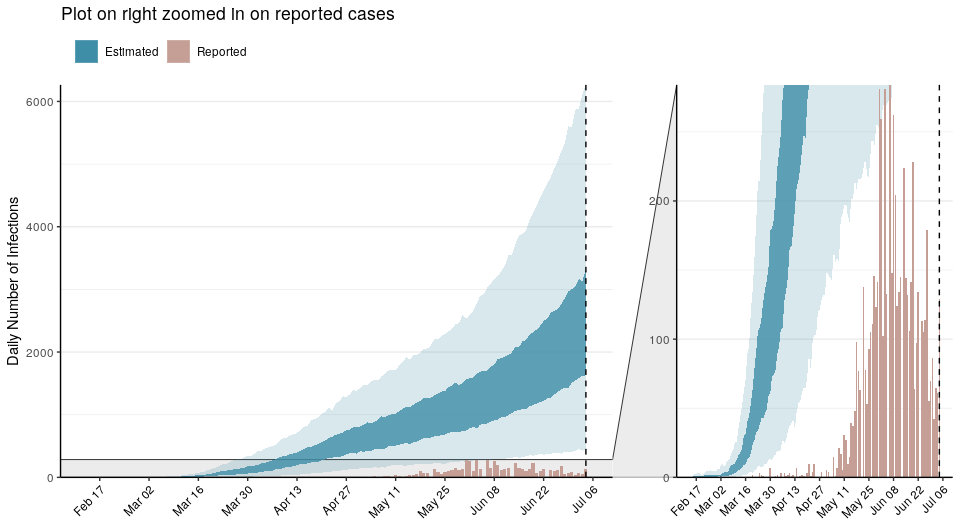 Plot on right zoomed in on reported cases
Estimated Reported
Daily Number of Infections
6000
4000
2000
0
Feb 17 Mar 02 Mar 16 Mar 30 Apr 13 Apr 27 May 11 May 25 Jun 08 Jun 22 Jul 06
200
100
0
Feb 17 Mar 02 Mar 16 Mar 30 Apr 13 Apr 27 May 11 May 25 Jun 08 Jun 22 Jul 06